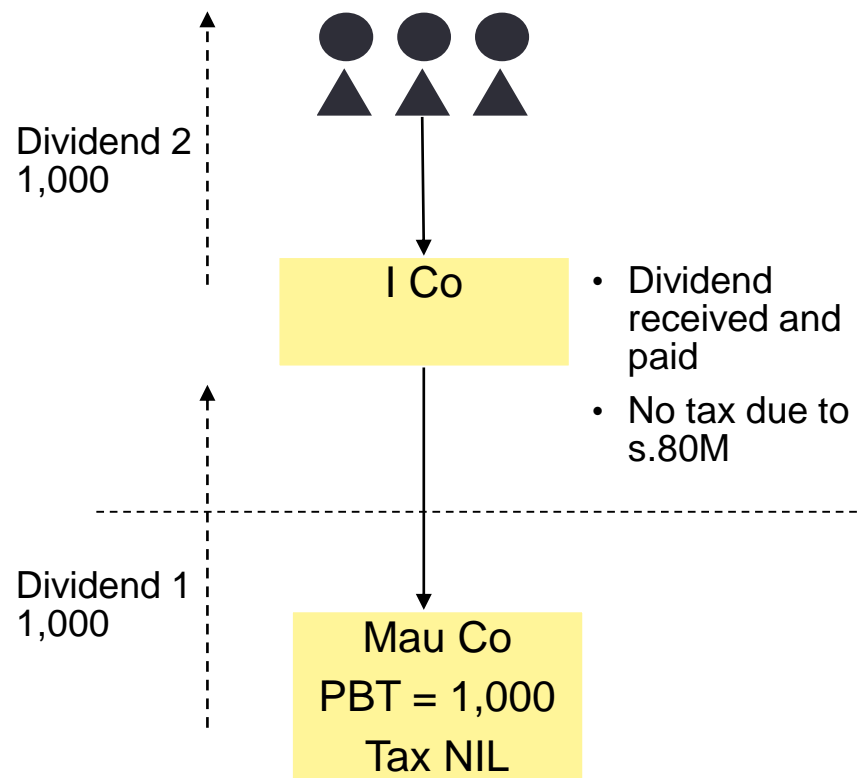 Dividend 2
1,000
I Co
• Dividend
received and
paid
• No tax due to
s.80M
Dividend 1
1,000
Mau Co
PBT = 1,000
Tax NIL